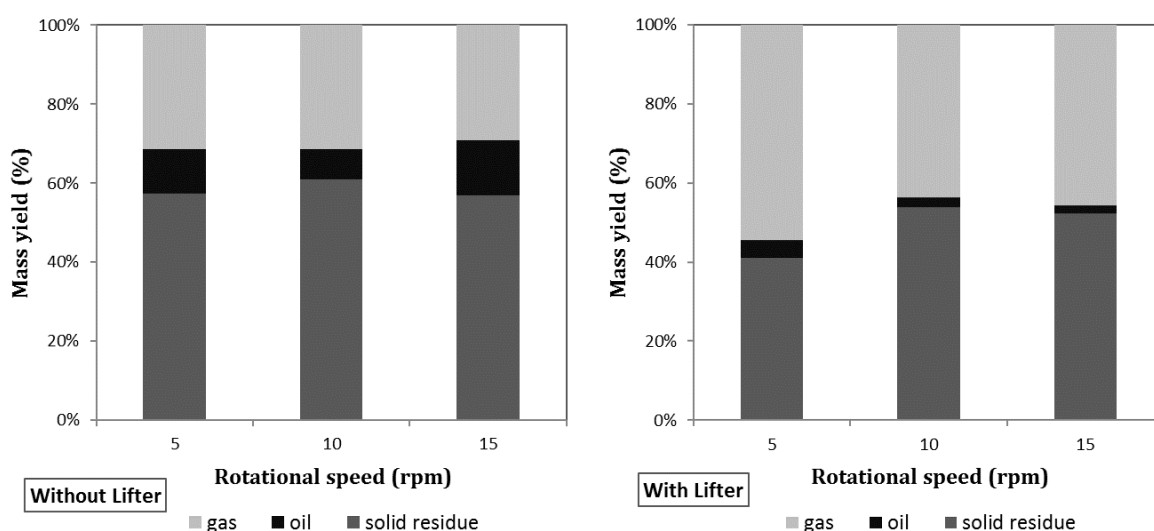 100%
80%
60%
40%
20%
0%
Mass yield (%)
5 10 15
Rotational speed (rpm)
Without Lifter
gas oil solid residue
100%
80%
60%
40%
20%
0%
Mass yield (%)
5 10 15
Rotational speed (rpm)
With Lifter
gas oil solid residue